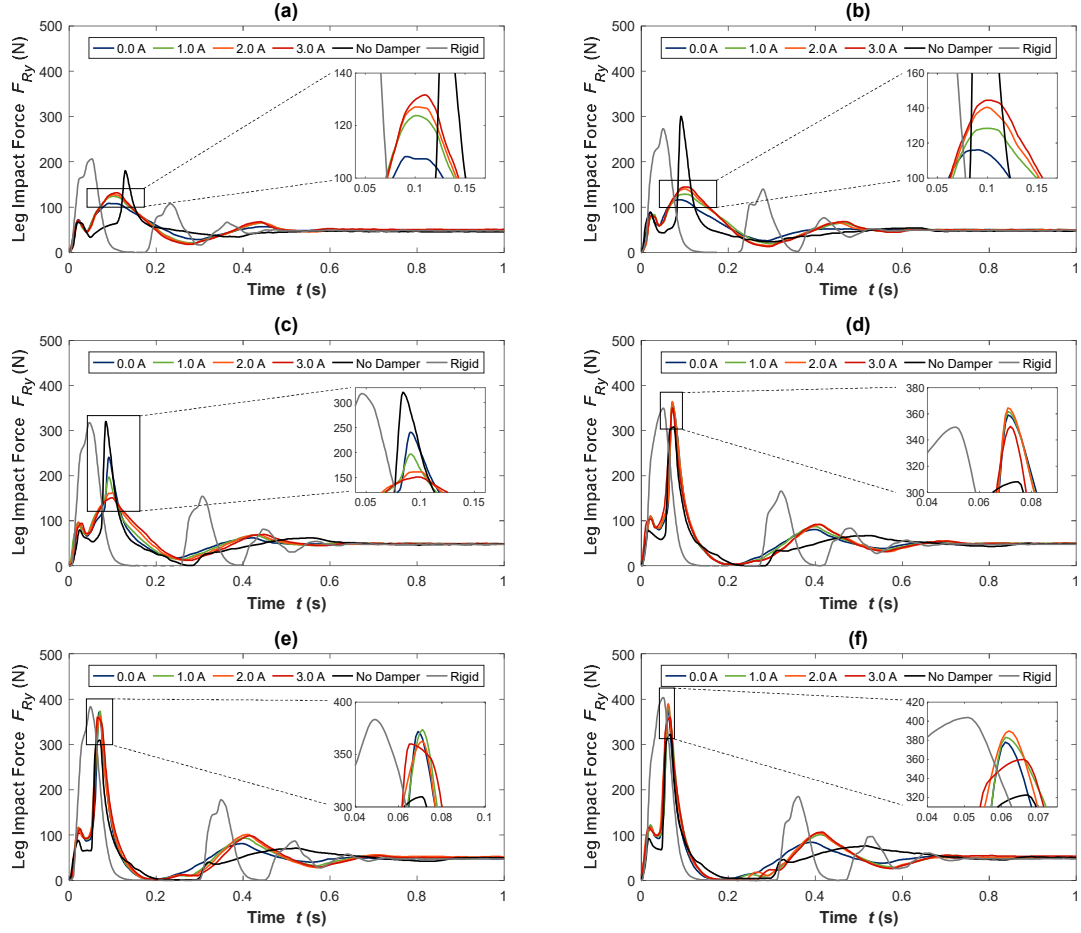 (a)
0.0 A 1.0 A 2.0 A 3.0 A No Damper Rigid
Leg Impact Force F_Ry (N)
500
400
300
200
100
0
140
120
100
0.05 0.1 0.15
0 0.2 0.4 0.6 0.8 1
Time t (s)
(b)
0.0 A 1.0 A 2.0 A 3.0 A No Damper Rigid
Leg Impact Force F_Ry (N)
500
400
300
200
100
0
160
140
120
100
0.05 0.1 0.15
0 0.2 0.4 0.6 0.8 1
Time t (s)
(c)
0.0 A 1.0 A 2.0 A 3.0 A No Damper Rigid
Leg Impact Force F_Ry (N)
500
400
300
200
100
0
300
250
200
150
0.05 0.1 0.15
0 0.2 0.4 0.6 0.8 1
Time t (s)
(d)
0.0 A 1.0 A 2.0 A 3.0 A No Damper Rigid
Leg Impact Force F_Ry (N)
500
400
300
200
100
0
380
360
340
320
300
0.04 0.06 0.08
0 0.2 0.4 0.6 0.8 1
Time t (s)
(e)
0.0 A 1.0 A 2.0 A 3.0 A No Damper Rigid
Leg Impact Force F_Ry (N)
500
400
300
200
100
0
400
350
300
0.04 0.06 0.08 0.1
0 0.2 0.4 0.6 0.8 1
Time t (s)
(f)
0.0 A 1.0 A 2.0 A 3.0 A No Damper Rigid
Leg Impact Force F_Ry (N)
500
400
300
200
100
0
420
400
380
360
340
320
0.04 0.05 0.06 0.07
0 0.2 0.4 0.6 0.8 1
Time t (s)